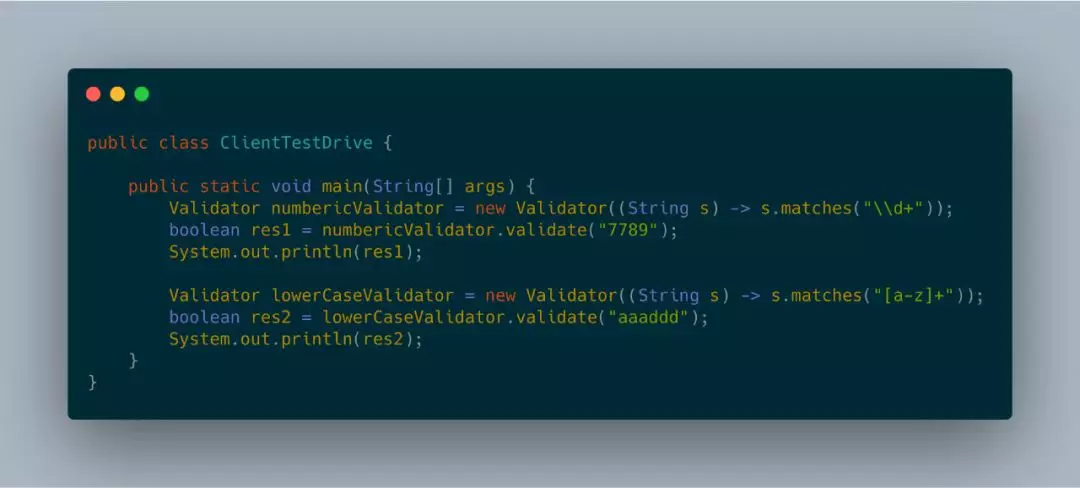 public class ClientTestDrive {
public static void main(String[] args) {
Validator numbericValidator = new Validator((String s) -> s.matches("\\d+"));
boolean res1 = numbericValidator.validate("7789");
System.out.println(res1);
Validator lowerCaseValidator = new Validator((String s) -> s.matches("[a-z]+"));
boolean res2 = lowerCaseValidator.validate("aaaddd");
System.out.println(res2);
}
}